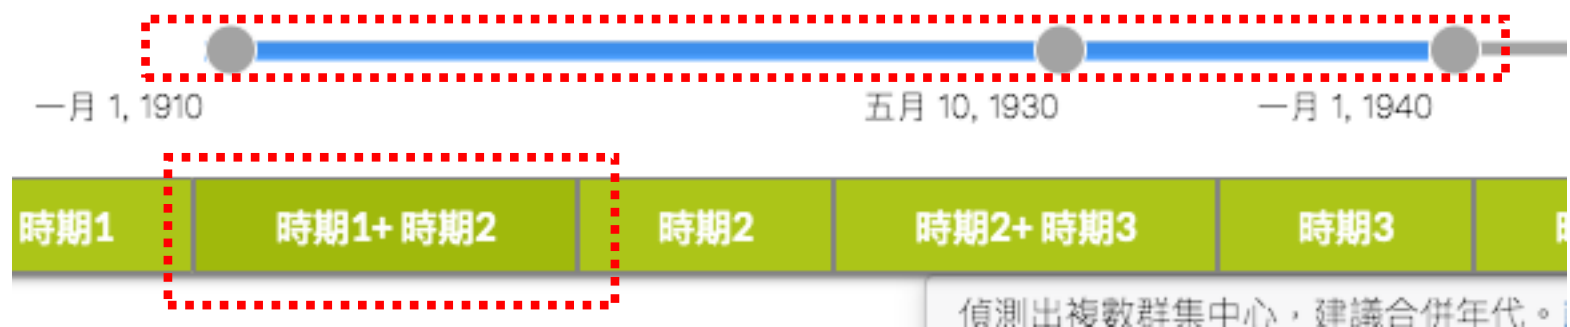 一月 1, 1910 五月 10, 1930 一月 1, 1940
時期1 時期1+ 時期2 時期2 時期2+ 時期3 時期3
偵測出複數群集中心，建議合併年代。